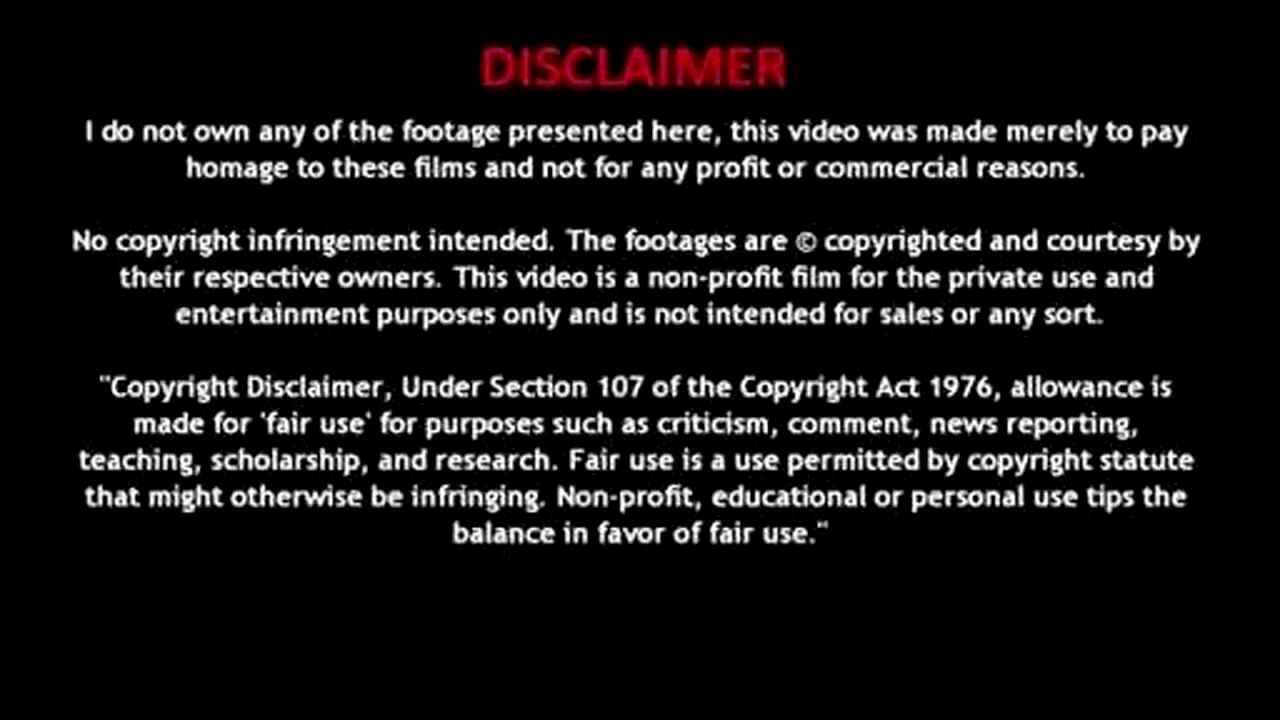 DISCLAIMER
I do not own any of the footage presented here, this video was made merely to pay
homage to these films and not for any profit or commercial reasons.
No copyright infringement intended. The footages are © copyrighted and courtesy by
their respective owners. This video is a non-profit film for the private use and
entertainment purposes only and is not intended for sales or any sort.
"Copyright Disclaimer, Under Section 107 of the Copyright Act 1976, allowance is
made for 'fair use' for purposes such as criticism, comment, news reporting,
teaching, scholarship, and research. Fair use is a use permitted by copyright statute
that might otherwise be infringing. Non-profit, educational or personal use tips the
balance in favor of fair use."